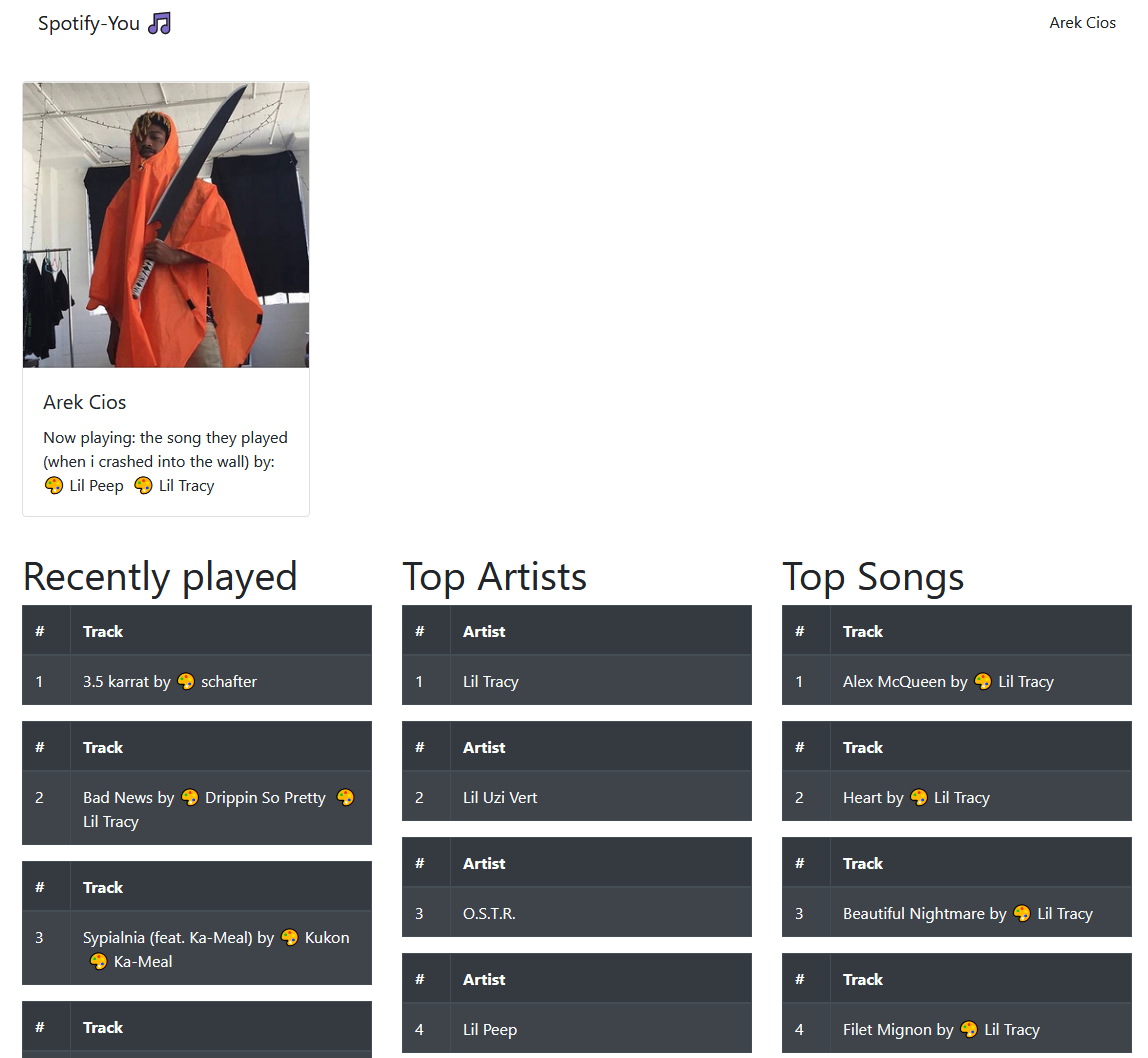 Spotify-You 🎵
Arek Cios
Arek Cios
Now playing: the song they played
(when i crashed into the wall) by:
🎨 Lil Peep 🎨 Lil Tracy
Recently played
# Track
1 3.5 karrat by 🎨 schafter
# Track
2 Bad News by 🎨 Drippin So Pretty 🎨
Lil Tracy
# Track
3 Sypialnia (feat. Ka-Meal) by 🎨 Kukon
🎨 Ka-Meal
# Track
Top Artists
# Artist
1 Lil Tracy
# Artist
2 Lil Uzi Vert
# Artist
3 O.S.T.R.
# Artist
4 Lil Peep
Top Songs
# Track
1 Alex McQueen by 🎨 Lil Tracy
# Track
2 Heart by 🎨 Lil Tracy
# Track
3 Beautiful Nightmare by 🎨 Lil Tracy
# Track
4 Filet Mignon by 🎨 Lil Tracy